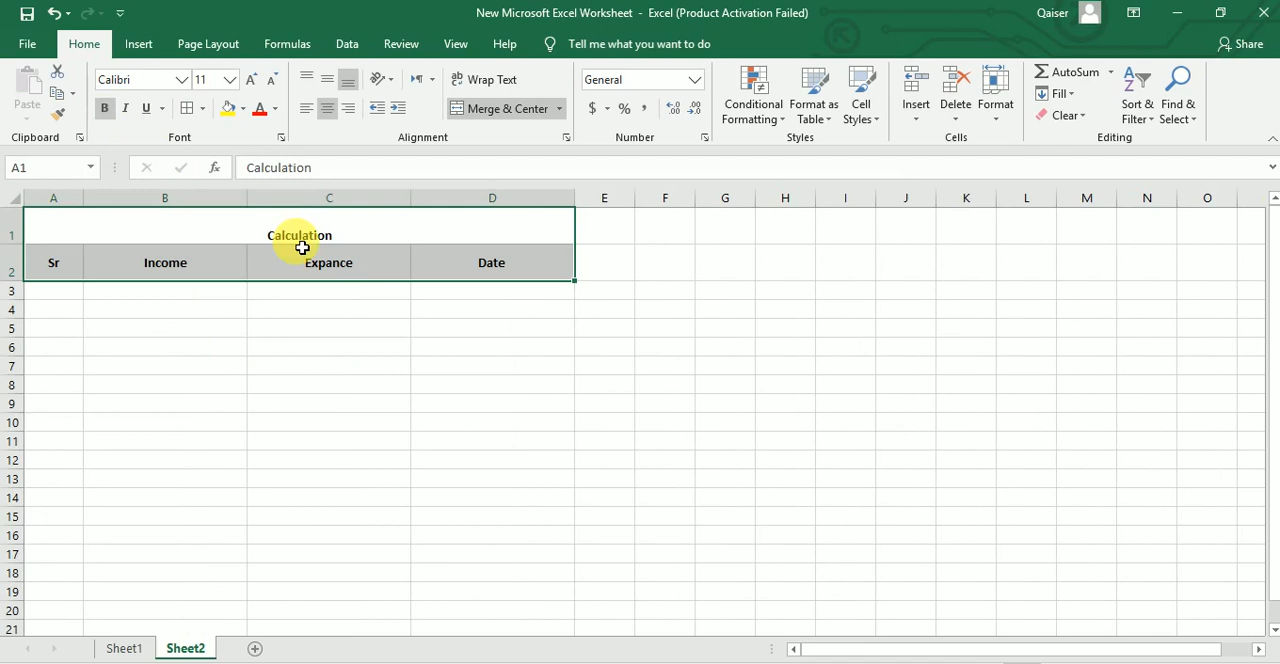 New Microsoft Excel Worksheet - Excel (Product Activation Failed)
Qaiser
File Home Insert Page Layout Formulas Data Review View Help Tell me what you want to do
Share
Paste
Clipboard
Calibri 11
B I U
Font
Wrap Text
Merge & Center
Alignment
General
$ % ,
Number
Conditional Formatting
Format as Table
Cell Styles
Styles
Insert Delete Format
Cells
AutoSum
Fill
Clear
Sort & Filter
Find & Select
Editing
A1
fx
Calculation
A B C D E F G H I J K L M N O
1 Calculation
2 Sr Income Expance Date
3
4
5
6
7
8
9
10
11
12
13
14
15
16
17
18
19
20
21
Sheet1 Sheet2